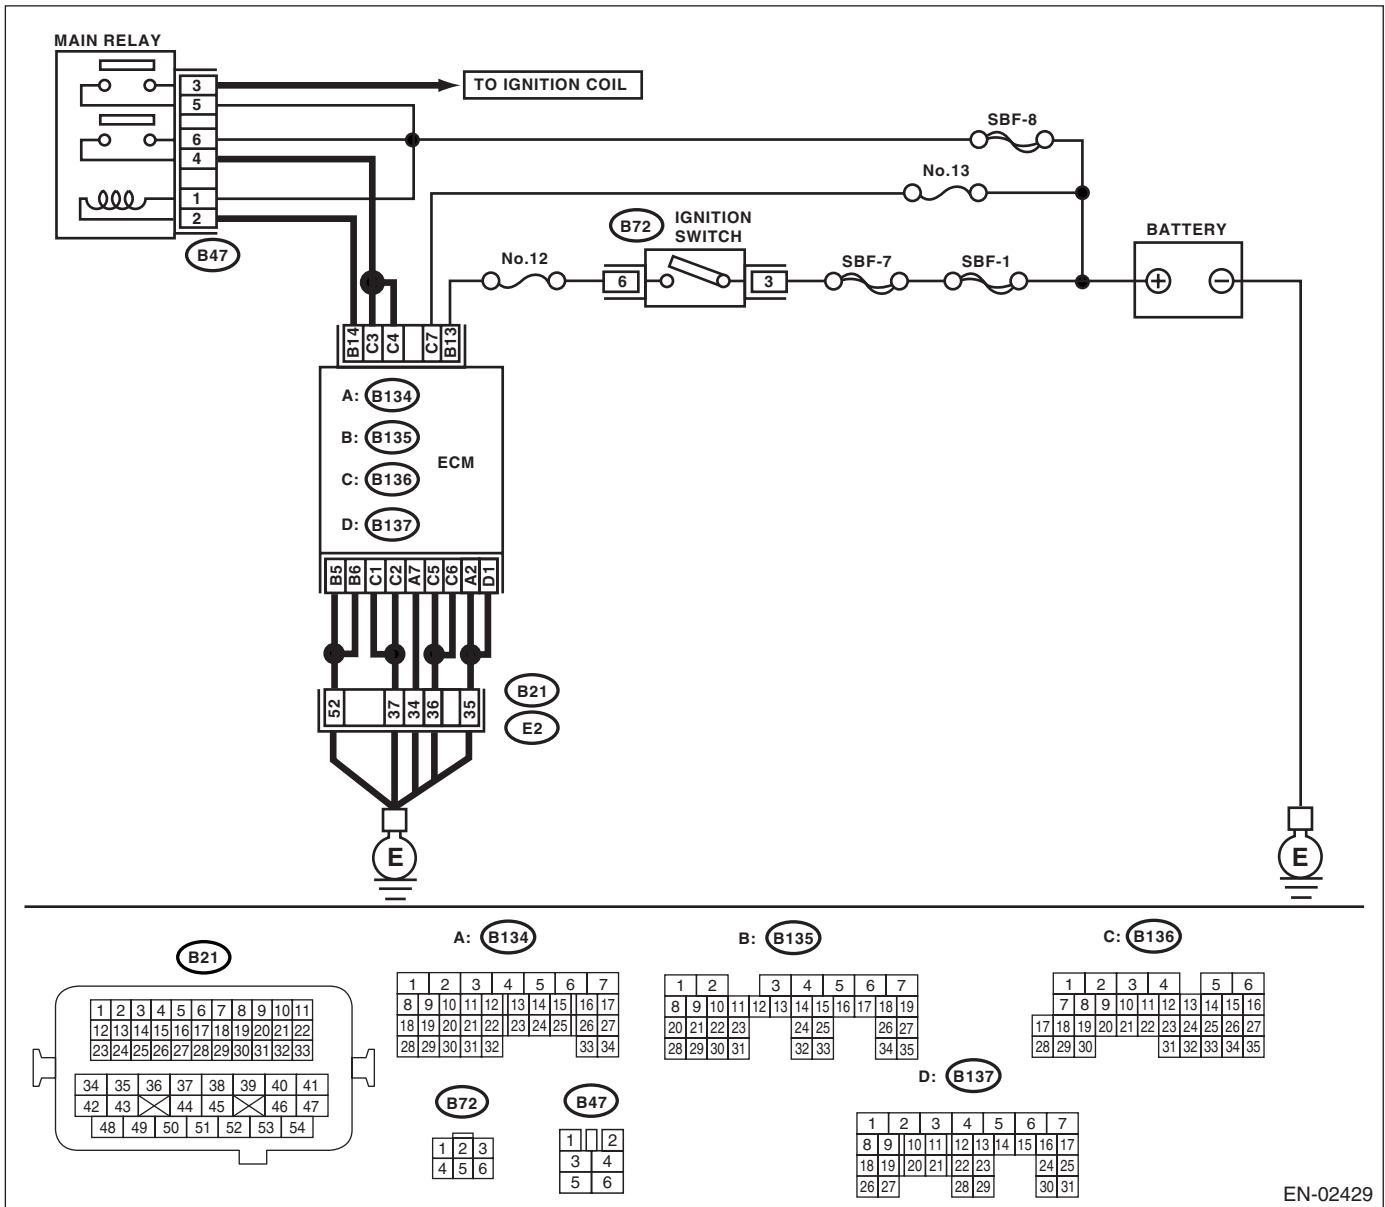 MAIN RELAY
3
TO IGNITION COIL
5
6
4
1
2
B47
SBF-8
No.13
B72
IGNITION
SWITCH
BATTERY
No.12
6
3
SBF-7
SBF-1
+
−
B14
C3
C4
C7
B13
A: B134
B: B135
ECM
C: B136
D: B137
B5
B6
C1
C2
A7
C5
C6
A2
D1
52
37
34
36
35
B21
E2
E
E
B21
1 2 3 4 5 6 7 8 9 10 11
12 13 14 15 16 17 18 19 20 21 22
23 24 25 26 27 28 29 30 31 32 33
34 35 36 37 38 39 40 41
42 43 44 45 46 47
48 49 50 51 52 53 54
A: B134
1 2 3 4 5 6 7
8 9 10 11 12 13 14 15 16 17
18 19 20 21 22 23 24 25 26 27
28 29 30 31 32 33 34
B: B135
1 2 3 4 5 6 7
8 9 10 11 12 13 14 15 16 17 18 19
20 21 22 23 24 25 26 27
28 29 30 31 32 33 34 35
C: B136
1 2 3 4 5 6
7 8 9 10 11 12 13 14 15 16
17 18 19 20 21 22 23 24 25 26 27
28 29 30 31 32 33 34 35
B72
1 2 3
4 5 6
B47
1 2
3 4
5 6
D: B137
1 2 3 4 5 6 7
8 9 10 11 12 13 14 15 16 17
18 19 20 21 22 23 24 25
26 27 28 29 30 31
EN-02429